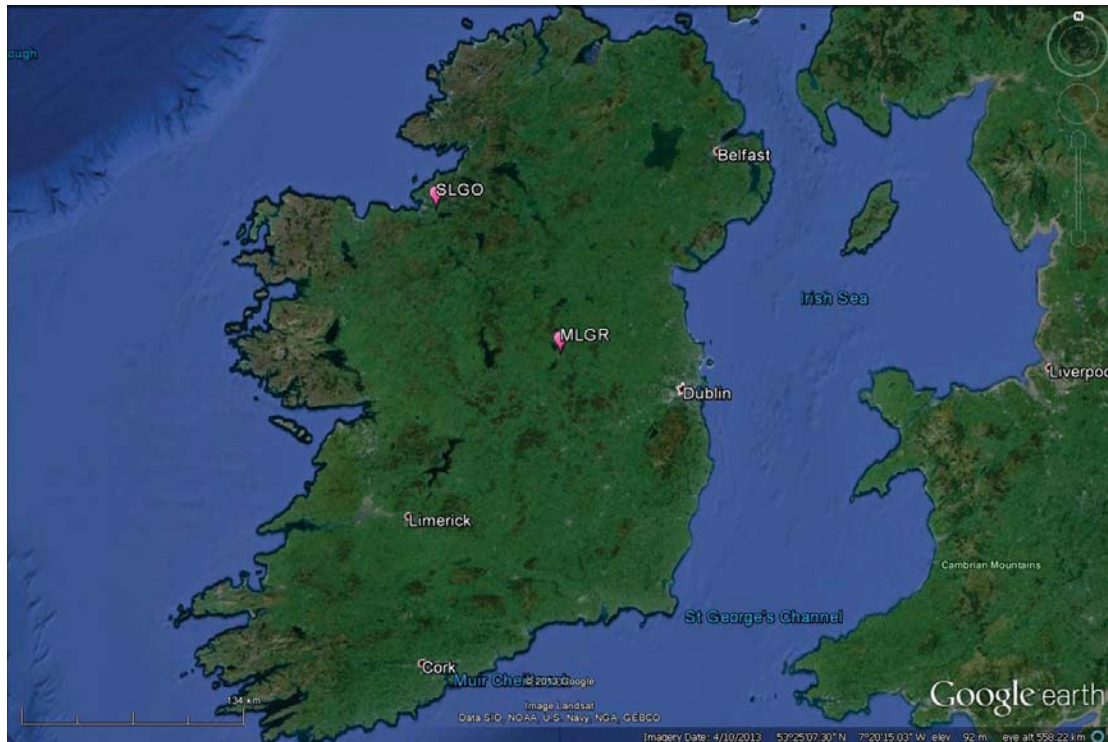 ough
N
Belfast
SLGO
Irish Sea
MLGR
Liverpoo
Dublin
Limerick
Cambrian Mountains
St George's Channel
Cork
Muir Che
© 2013 Google
134 km
Image Landsat
Data SIO, NOAA, U.S. Navy, NGA, GEBCO
Google earth
Imagery Date: 4/10/2013 53°25'07.30" N 7°20'15.03" W elev 92 m eye alt 558.22 km